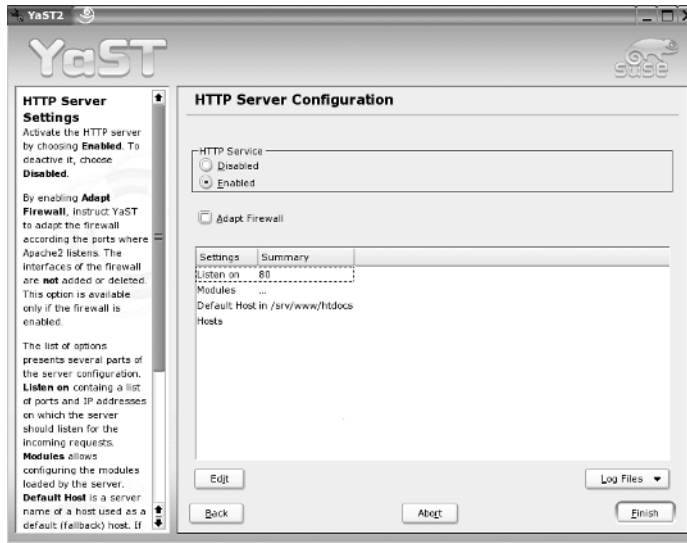 YaST2
YaST
suse
HTTP Server
Settings
Activate the HTTP server
by choosing Enabled. To
deactive it, choose
Disabled.
By enabling Adapt
Firewall, instruct YaST
to adapt the firewall
according the ports where
Apache2 listens. The
interfaces of the firewall
are not added or deleted.
This option is available
only if the firewall is
enabled.
The list of options
presents several parts of
the server configuration.
Listen on containg a list
of ports and IP addresses
on which the server
should listen for the
incoming requests.
Modules allows
configuring the modules
loaded by the server.
Default Host is a server
name of a host used as a
default (fallback) host. If
HTTP Server Configuration
HTTP Service
Disabled
Enabled
Adapt Firewall
Settings Summary
Listen on 80
Modules ...
Default Host in /srv/www/htdocs
Hosts
Edit
Log Files
Back
Abort
Finish